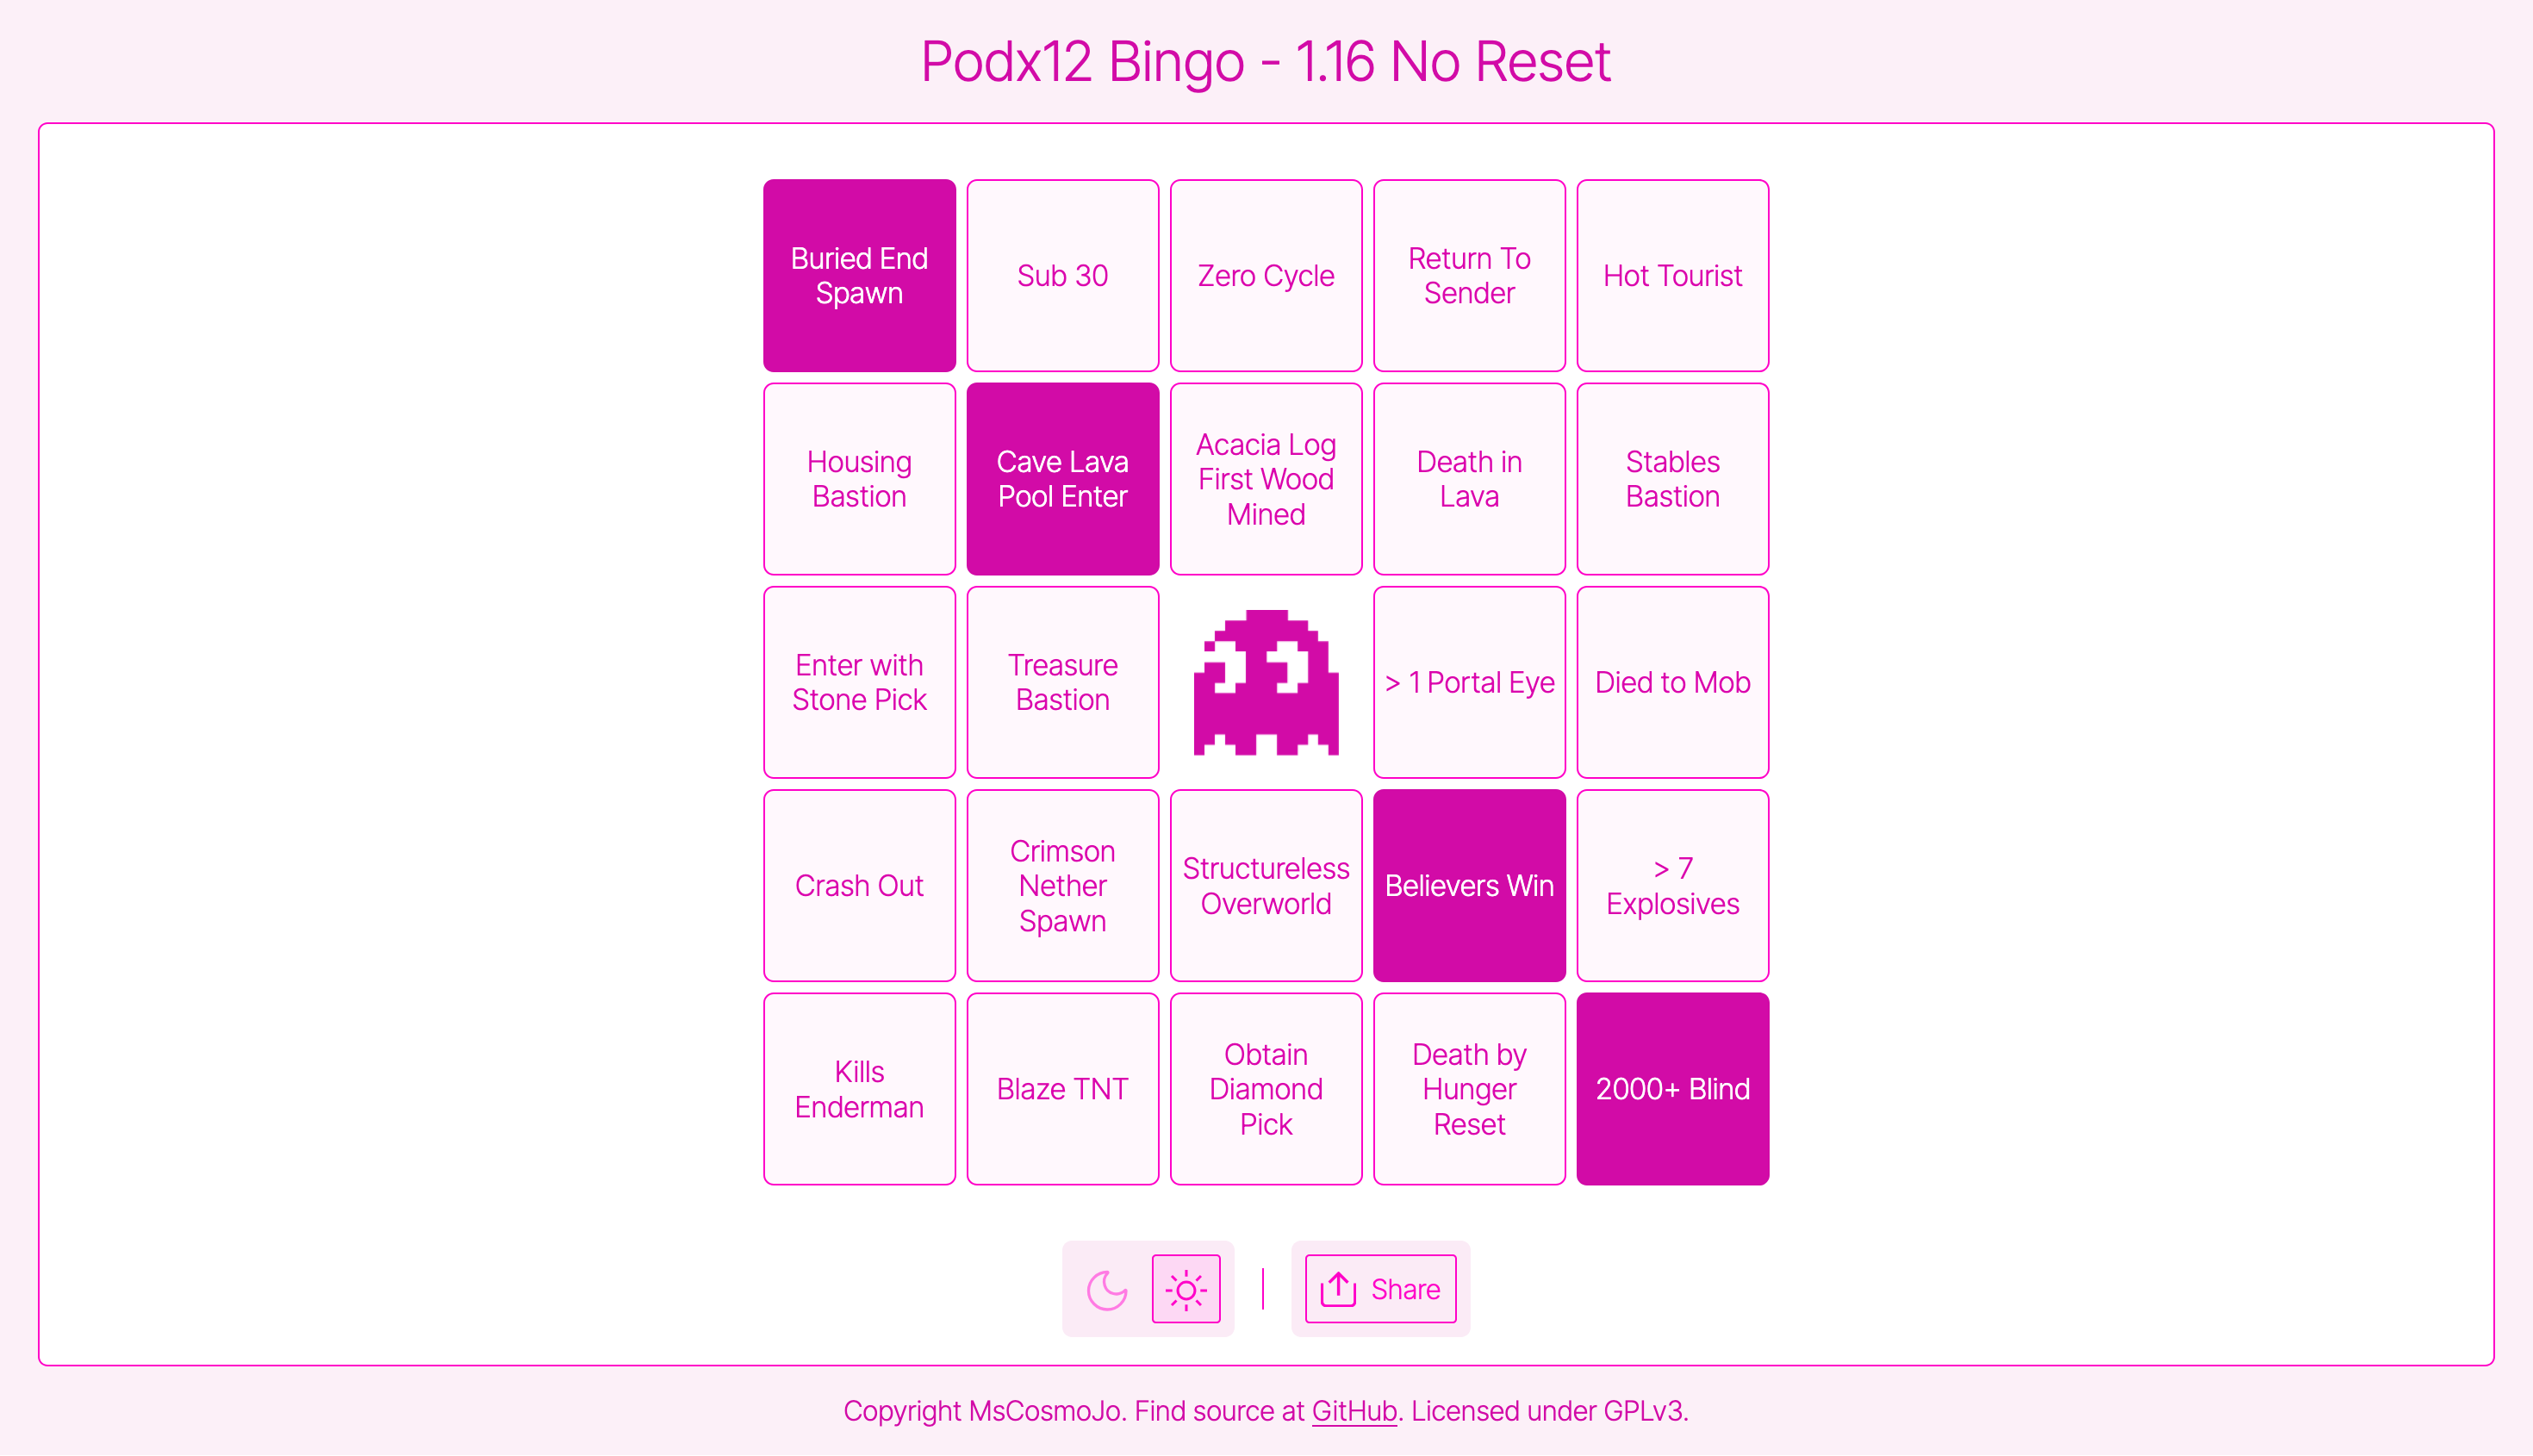 Podx12 Bingo - 1.16 No Reset
Buried End
Spawn
Sub 30
Zero Cycle
Return To
Sender
Hot Tourist
Housing
Bastion
Cave Lava
Pool Enter
Acacia Log
First Wood
Mined
Death in
Lava
Stables
Bastion
Enter with
Stone Pick
Treasure
Bastion
> 1 Portal Eye
Died to Mob
Crash Out
Crimson
Nether
Spawn
Structureless
Overworld
Believers Win
> 7
Explosives
Kills
Enderman
Blaze TNT
Obtain
Diamond
Pick
Death by
Hunger
Reset
2000+ Blind
Share
Copyright MsCosmoJo. Find source at GitHub. Licensed under GPLv3.